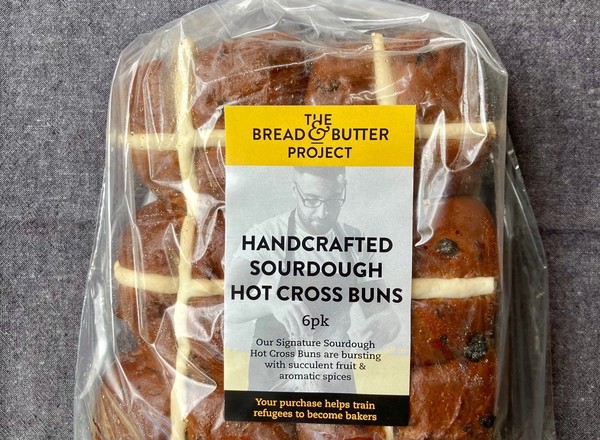 THE
BREAD & BUTTER
PROJECT
HANDCRAFTED
SOURDOUGH
HOT CROSS BUNS
6pk
Our Signature Sourdough
Hot Cross Buns are bursting
with succulent fruit &
aromatic spices
Your purchase helps train
refugees to become bakers